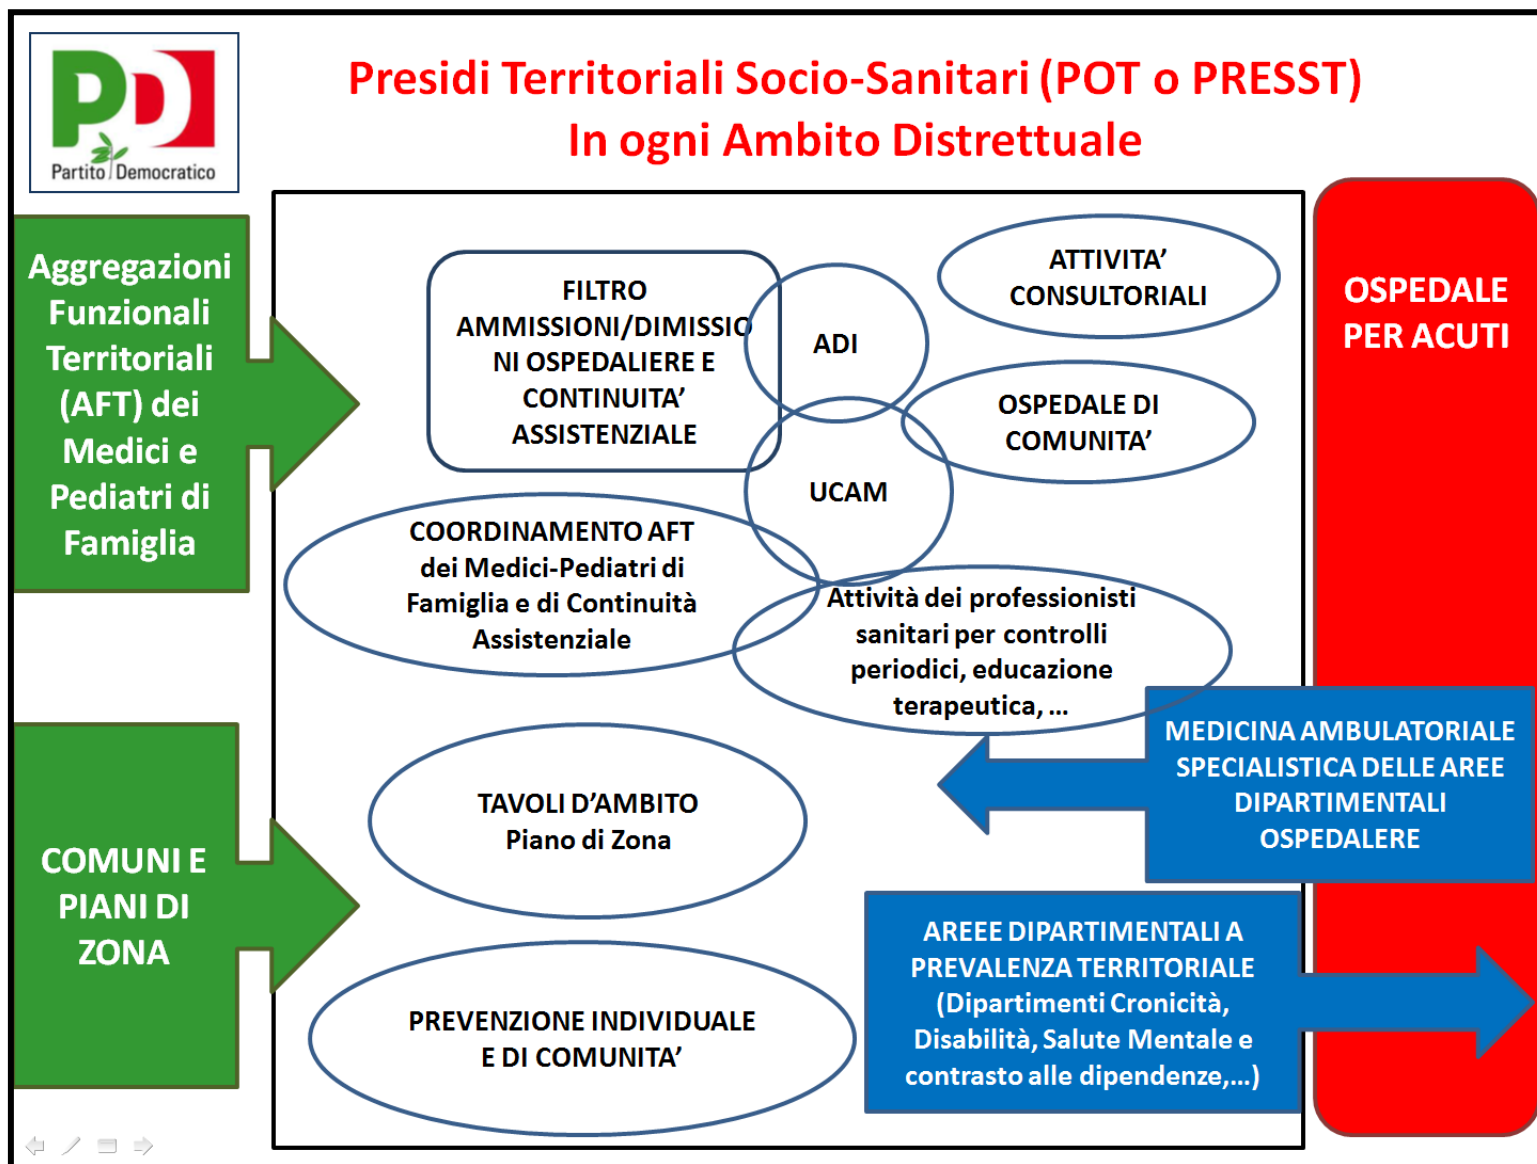 PD
Partito Democratico
Presidi Territoriali Socio-Sanitari (POT o PRESST)
In ogni Ambito Distrettuale
Aggregazioni
Funzionali
Territoriali
(AFT) dei
Medici e
Pediatri di
Famiglia
FILTRO
AMMISSIONI/DIMISSIO
NI OSPEDALIERE E
CONTINUITA’
ASSISTENZIALE
ADI
ATTIVITA’
CONSULTORIALI
OSPEDALE DI
COMUNITA’
UCAM
COORDINAMENTO AFT
dei Medici-Pediatri di
Famiglia e di Continuità
Assistenziale
Attività dei professionisti
sanitari per controlli
periodici, educazione
terapeutica, ...
OSPEDALE
PER ACUTI
MEDICINA AMBULATORIALE
SPECIALISTICA DELLE AREE
DIPARTIMENTALI
OSPEDALERE
COMUNI E
PIANI DI
ZONA
TAVOLI D’AMBITO
Piano di Zona
PREVENZIONE INDIVIDUALE
E DI COMUNITA’
AREEE DIPARTIMENTALI A
PREVALENZA TERRITORIALE
(Dipartimenti Cronicità,
Disabilità, Salute Mentale e
contrasto alle dipendenze,...)